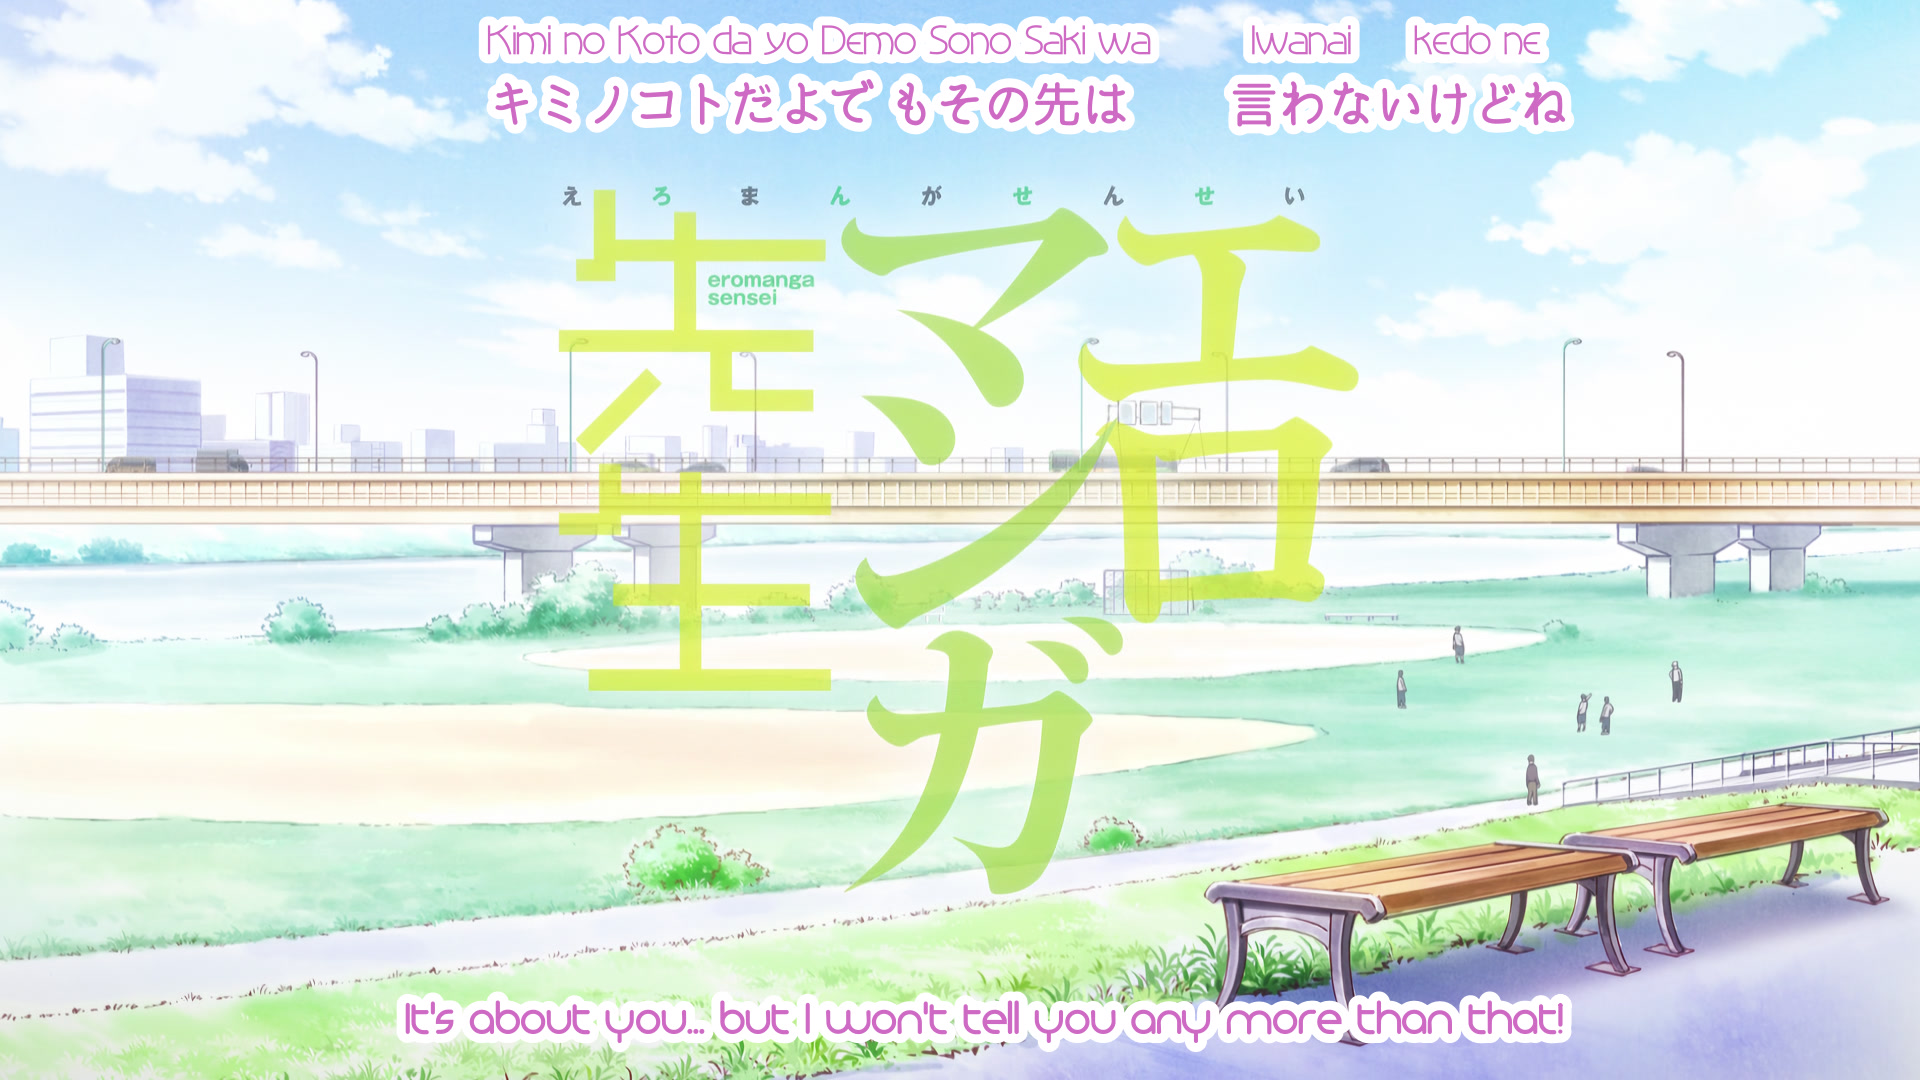 Kimi no Koto da yo Demo Sono Saki wa Iwanai kedo ne
キミノコトだよでもその先は 言わないけどね
えろまんがせんせい
エロ
マンガ
先生
eromanga
sensei
It's about you... but I won't tell you any more than that!